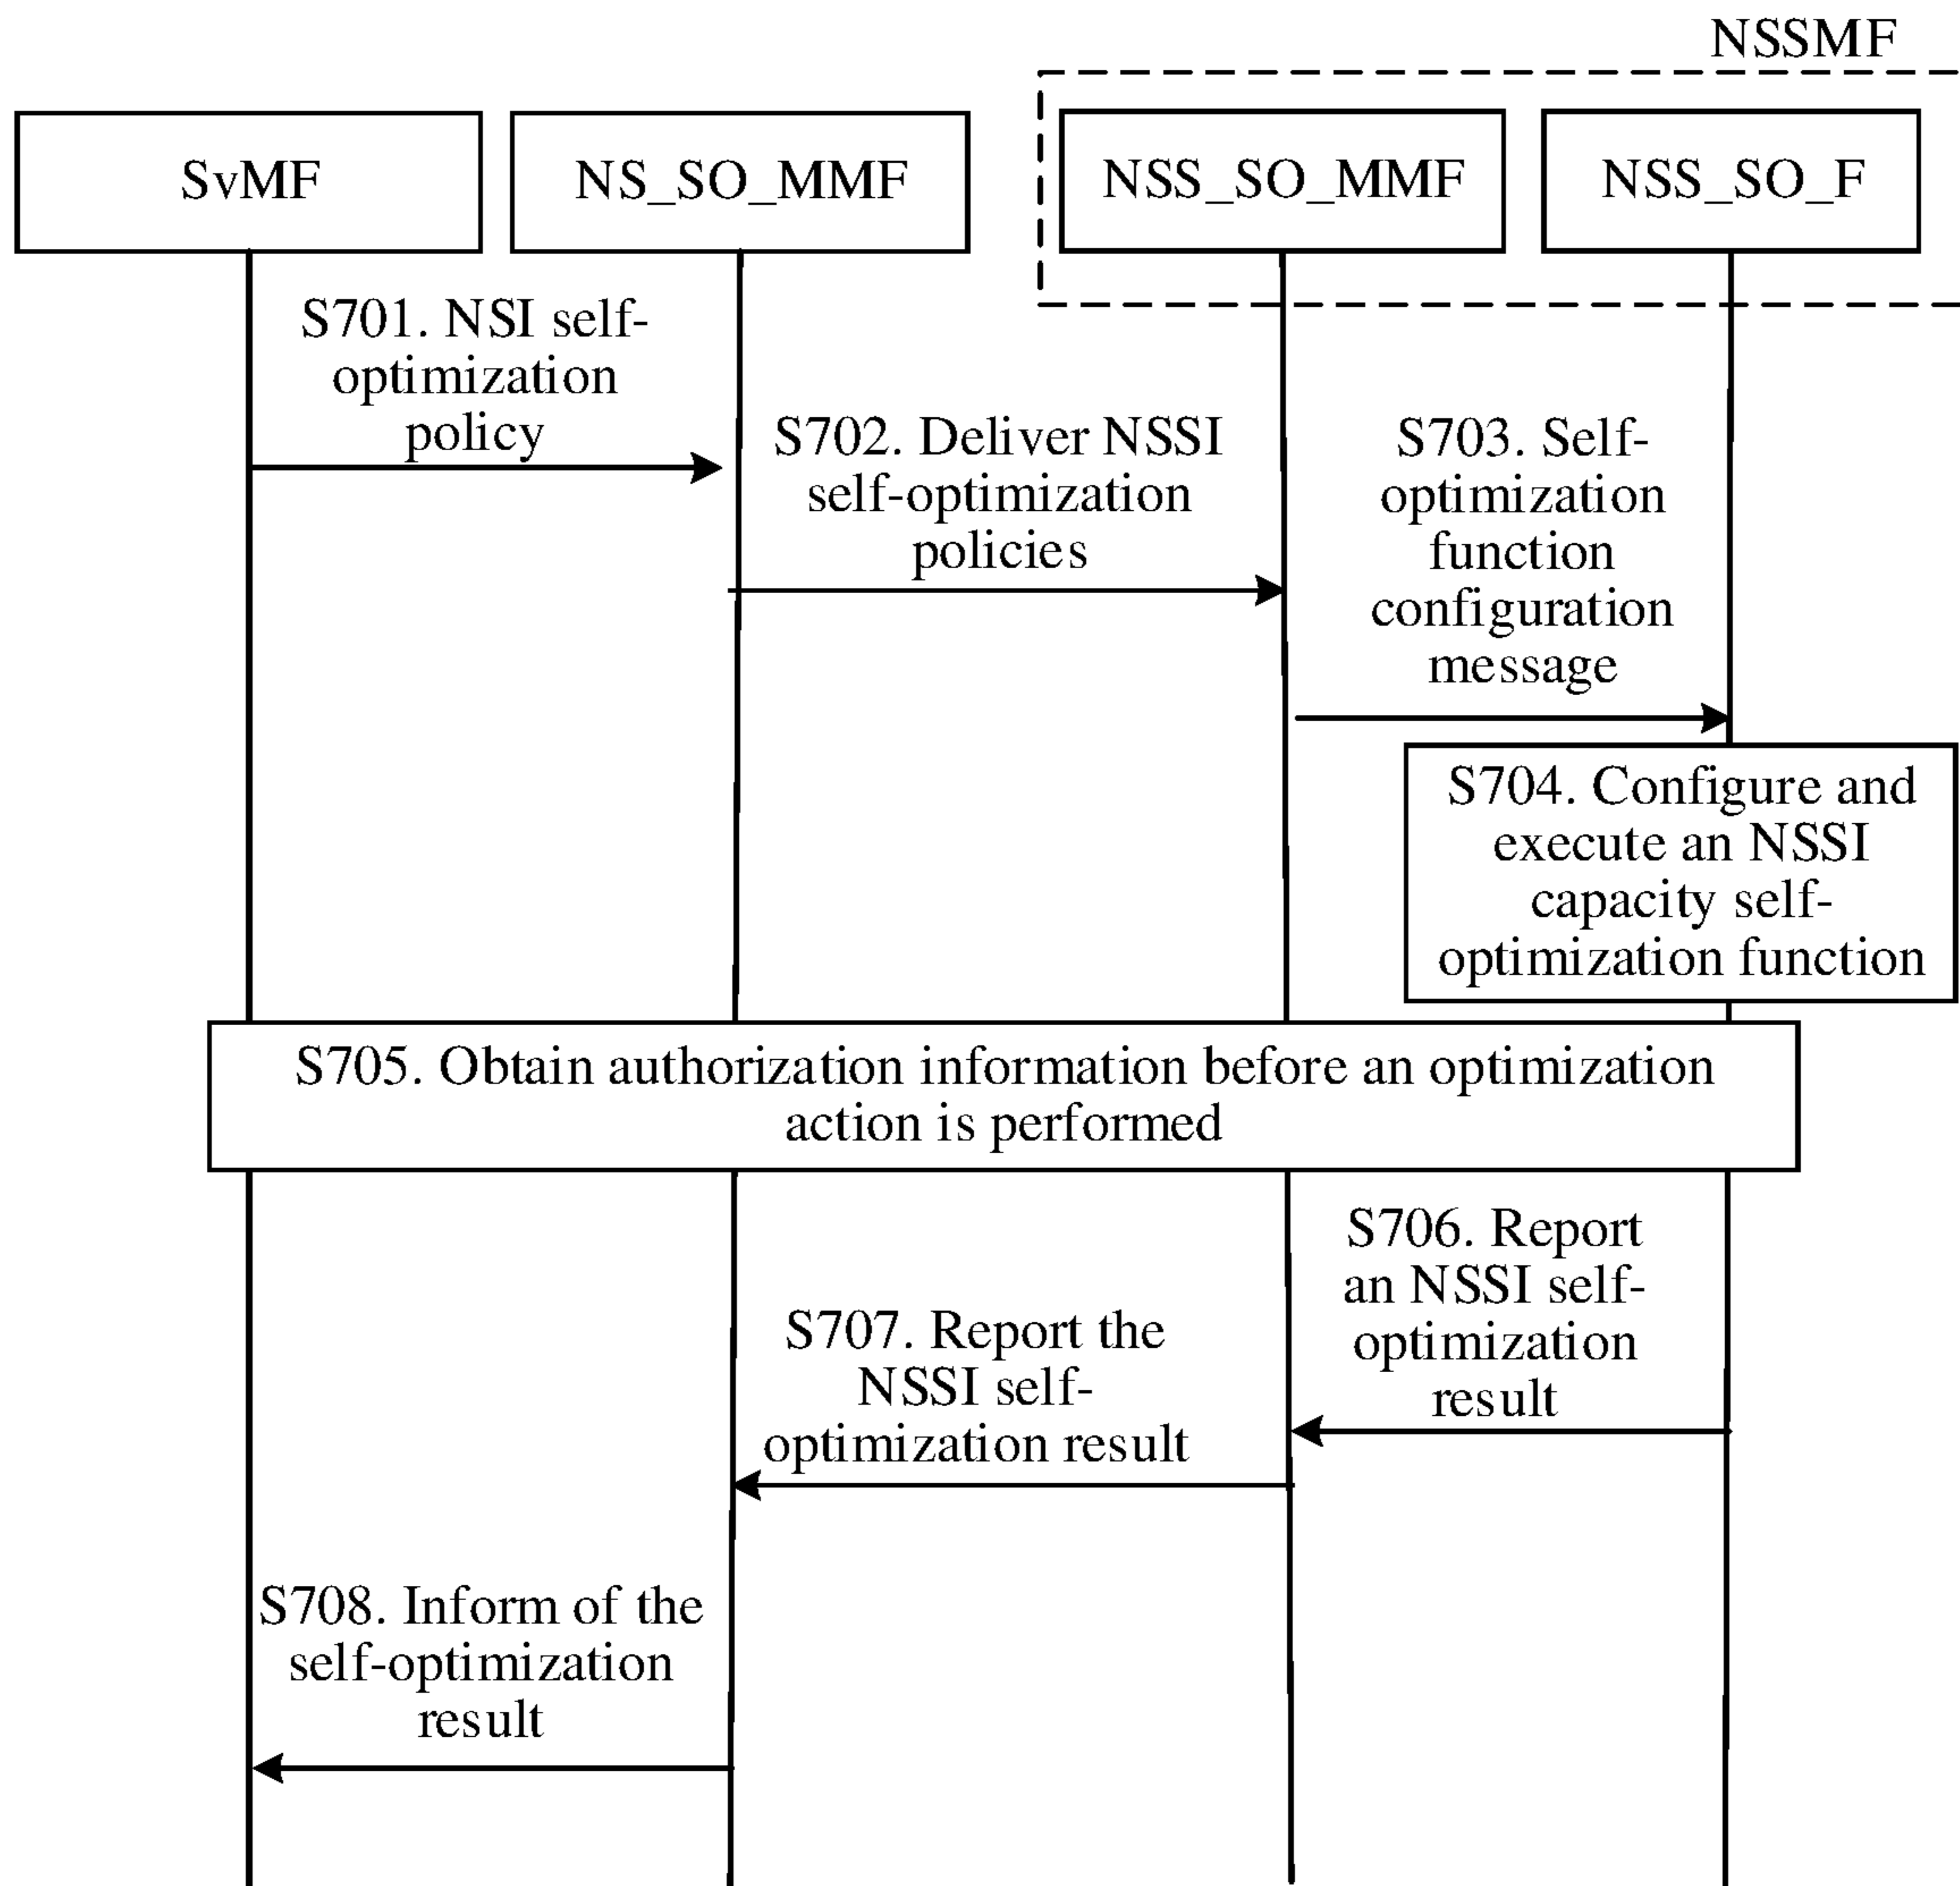 NSSMF
SvMF
NS_SO_MMF
NSS_SO_MMF
NSS_SO_F
S701. NSI self-
optimization
policy
S702. Deliver NSSI
self-optimization
policies
S703. Self-
optimization
function
configuration
message
S704. Configure and
execute an NSSI
capacity self-
optimization function
S705. Obtain authorization information before an optimization
action is performed
S706. Report
an NSSI self-
optimization
result
S707. Report the
NSSI self-
optimization result
S708. Inform of the
self-optimization
result